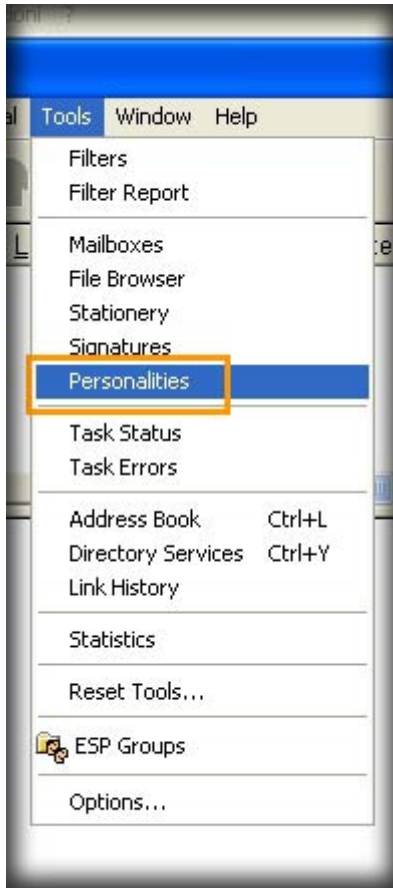 Tools Window Help
Filters
Filter Report
Mailboxes
File Browser
Stationery
Signatures
Personalities
Task Status
Task Errors
Address Book Ctrl+L
Directory Services Ctrl+Y
Link History
Statistics
Reset Tools...
ESP Groups
Options...